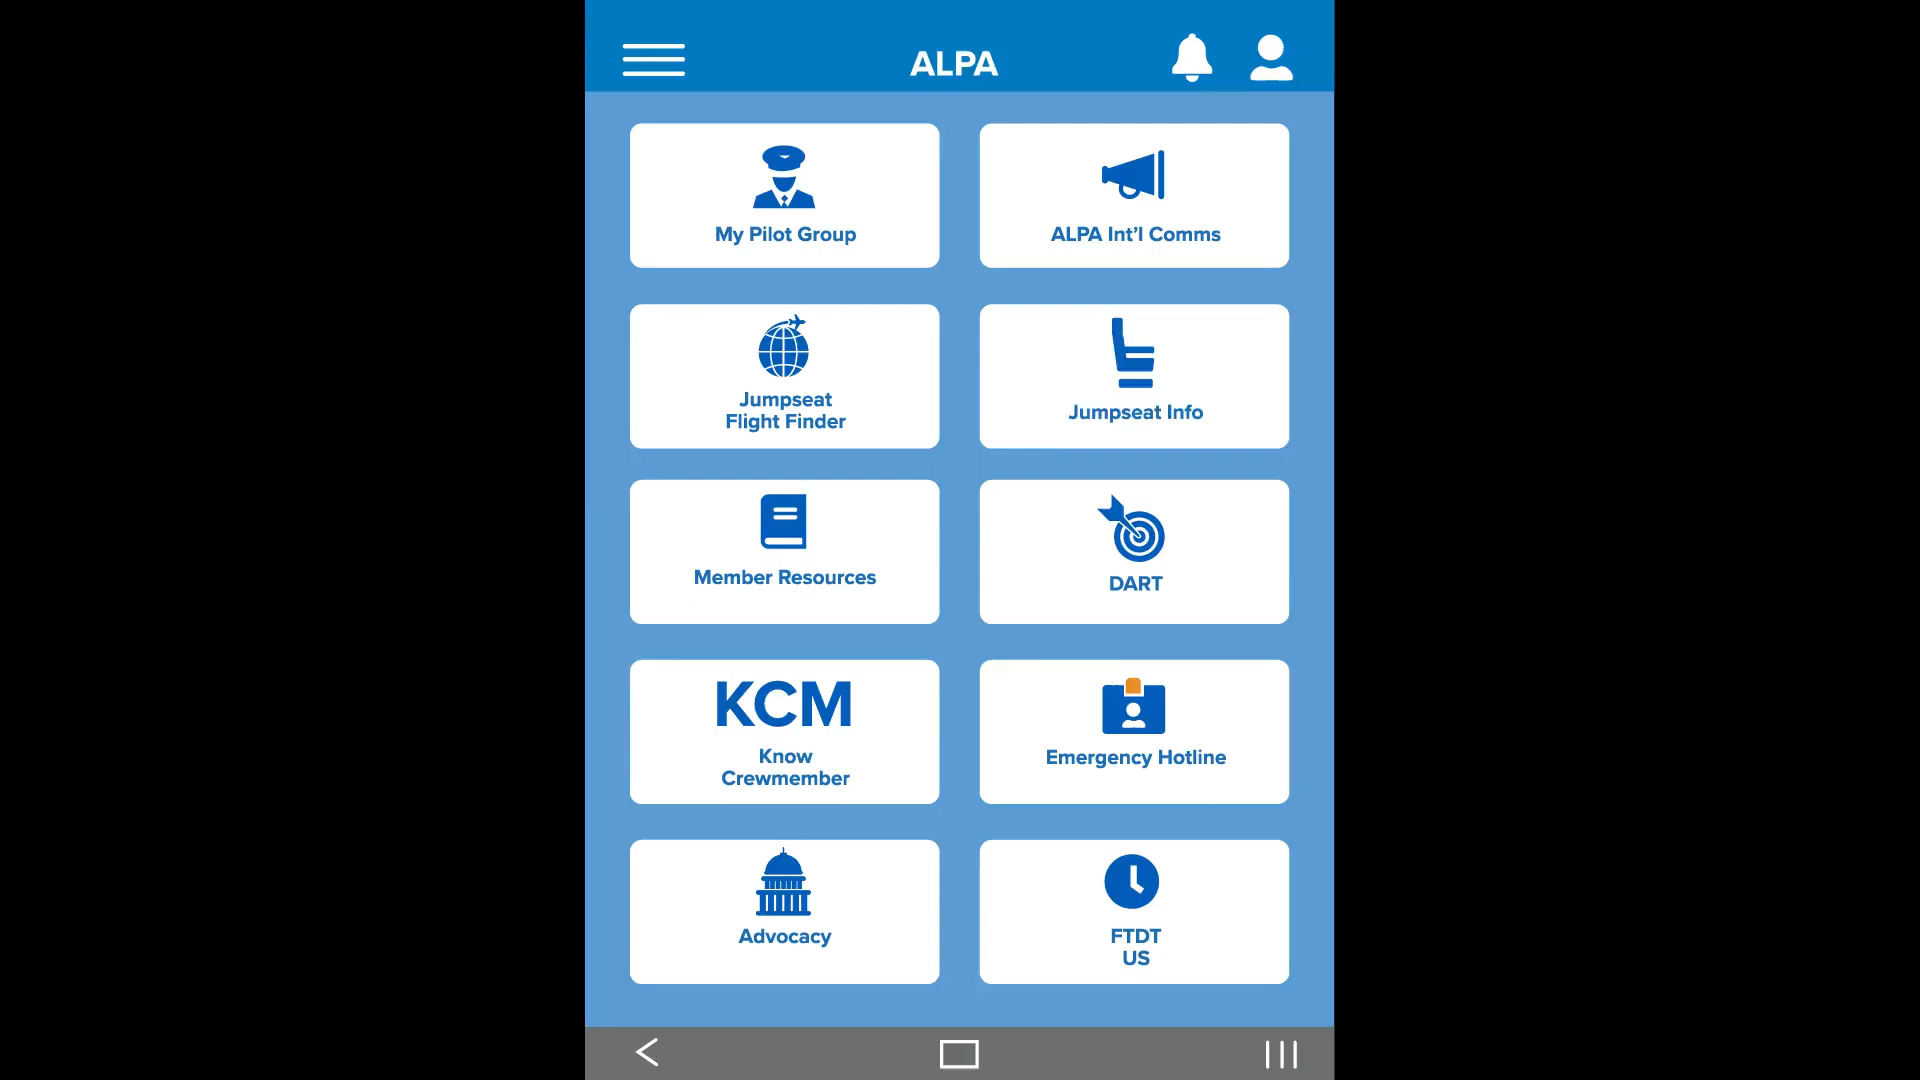 ALPA
My Pilot Group
ALPA Int'l Comms
Jumpseat
Flight Finder
Jumpseat Info
Member Resources
DART
KCM
Know
Crewmember
Emergency Hotline
Advocacy
FTDT
US